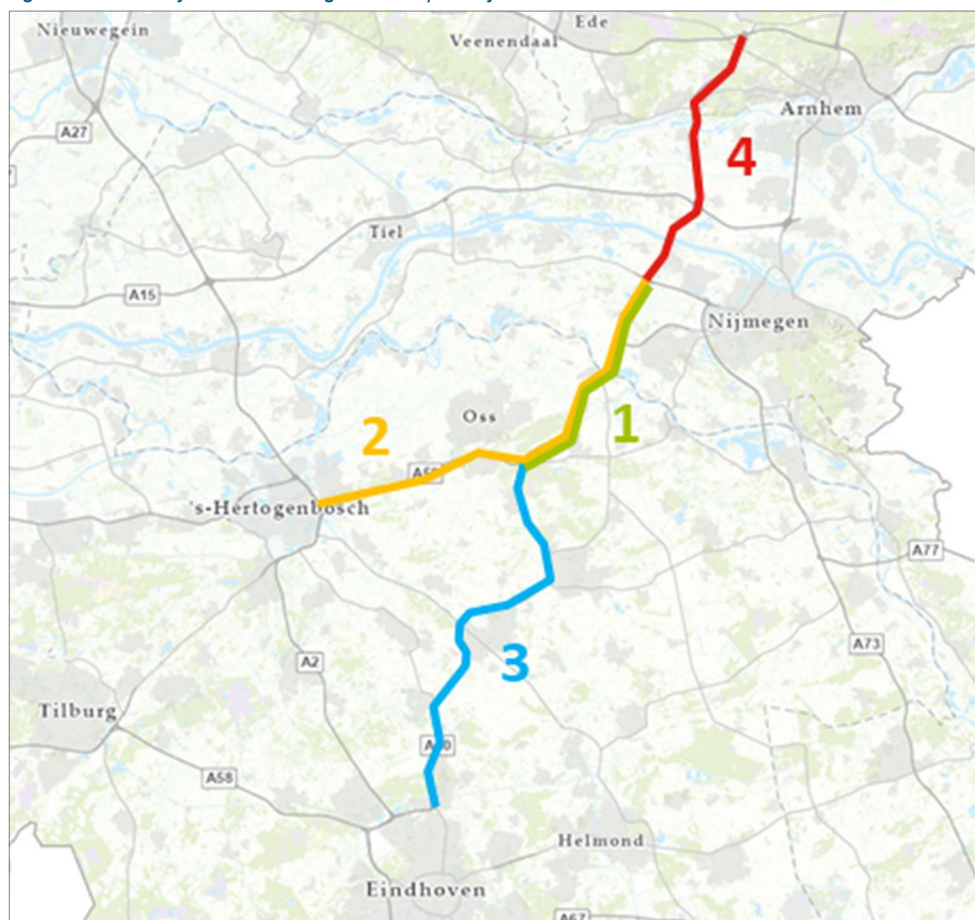 Nieuwegein
Ede
Veenendaal
Arnhem
A27
4
Tiel
A15
Nijmegen
Oss
1
2
's-Hertogenbosch
A77
A73
3
A2
Tilburg
A58
Helmond
Eindhoven
A67